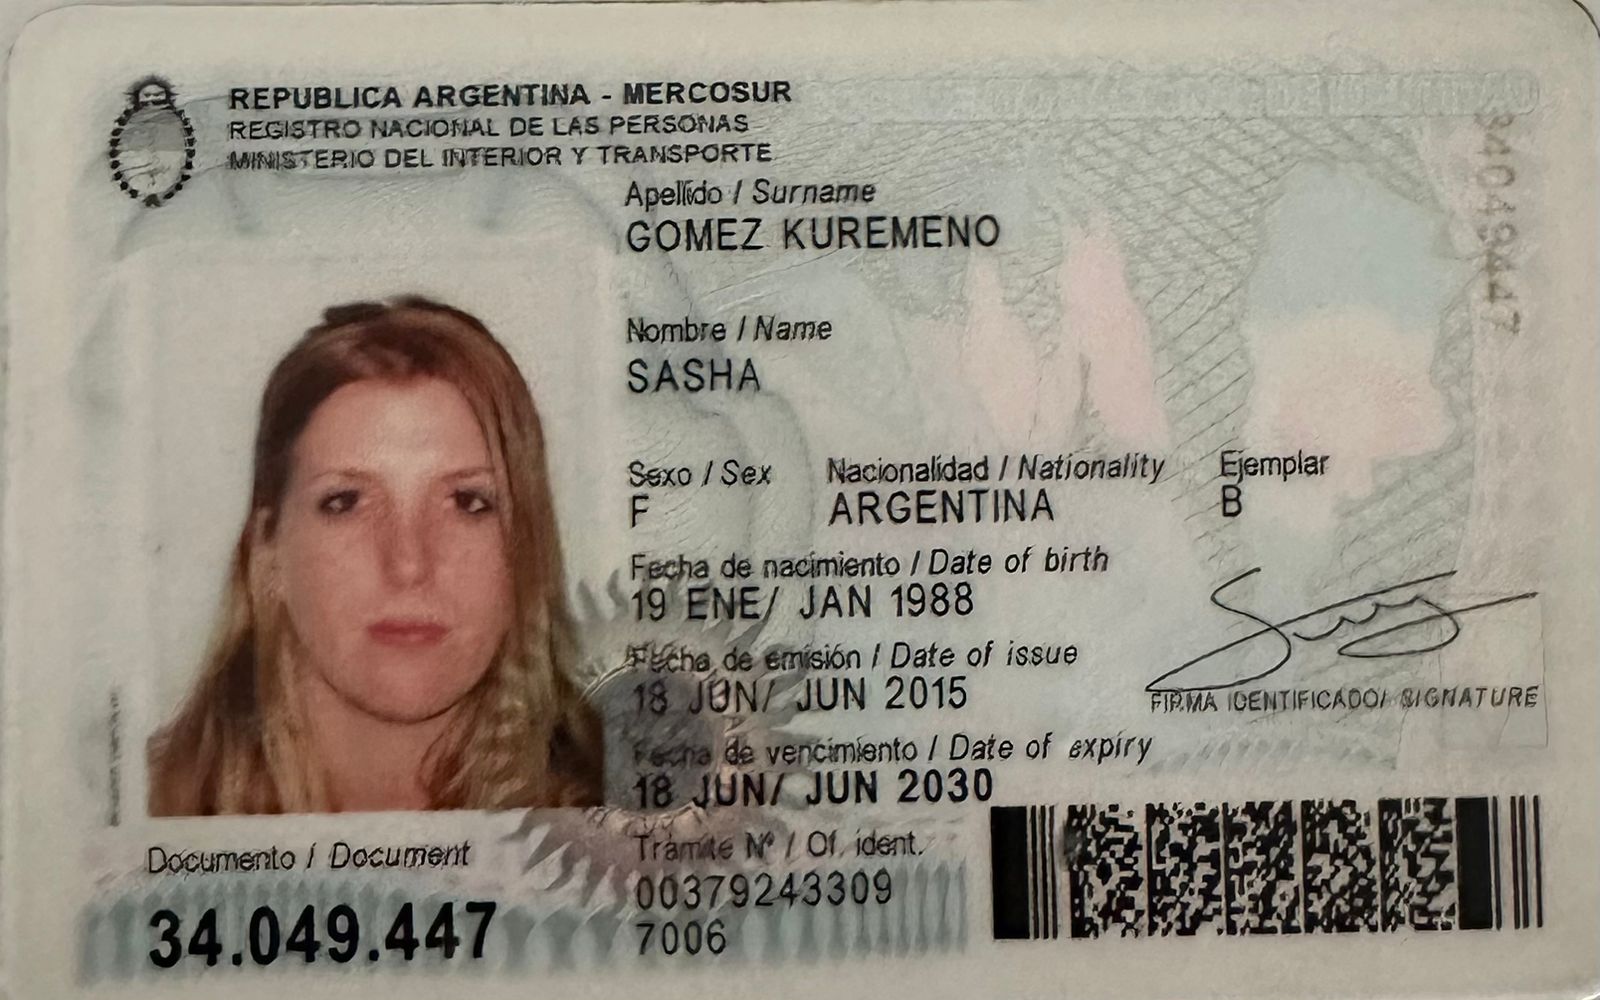 REPUBLICA ARGENTINA - MERCOSUR
REGISTRO NACIONAL DE LAS PERSONAS
MINISTERIO DEL INTERIOR Y TRANSPORTE
Apellido / Surname
GOMEZ KUREMENO
Nombre / Name
SASHA
Sexo / Sex Nacionalidad / Nationality Ejemplar
F ARGENTINA B
Fecha de nacimiento / Date of birth
19 ENE/ JAN 1988
Fecha de emisión / Date of issue
18 JUN/ JUN 2015
FIRMA IDENTIFICADO/ SIGNATURE
Fecha de vencimiento / Date of expiry
18 JUN/ JUN 2030
Documento / Document
34.049.447
Trámite Nº / Of. ident.
00379243309
7006
34049447